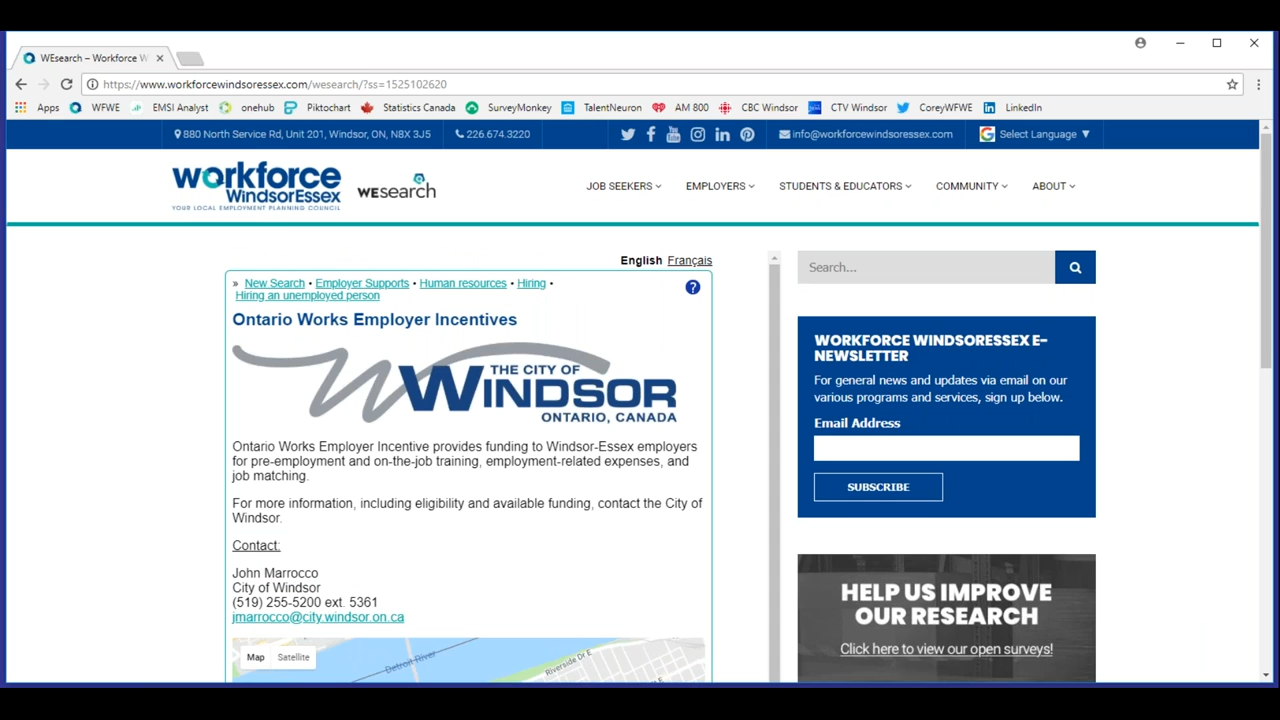 WEsearch – Workforce W
https://www.workforcewindsoressex.com/wesearch/?ss=1525102620
Apps WFWE EMSI Analyst onehub Piktochart Statistics Canada SurveyMonkey TalentNeuron AM 800 CBC Windsor CTV Windsor CoreyWFWE LinkedIn
880 North Service Rd, Unit 201, Windsor, ON, N8X 3J5 226.674.3220 info@workforcewindsoressex.com Select Language ▼
workforce
WindsorEssex
YOUR LOCAL EMPLOYMENT PLANNING COUNCIL
WEsearch
JOB SEEKERS EMPLOYERS STUDENTS & EDUCATORS COMMUNITY ABOUT
English Français
» New Search • Employer Supports • Human resources • Hiring •
Hiring an unemployed person
?
Ontario Works Employer Incentives
THE CITY OF
WINDSOR
ONTARIO, CANADA
Ontario Works Employer Incentive provides funding to Windsor-Essex employers
for pre-employment and on-the-job training, employment-related expenses, and
job matching.
For more information, including eligibility and available funding, contact the City of
Windsor.
Contact:
John Marrocco
City of Windsor
(519) 255-5200 ext. 5361
jmarrocco@city.windsor.on.ca
Map Satellite
Detroit River
Riverside Dr E
Search...
WORKFORCE WINDSORESSEX E-
NEWSLETTER
For general news and updates via email on our
various programs and services, sign up below.
Email Address
SUBSCRIBE
HELP US IMPROVE
OUR RESEARCH
Click here to view our open surveys!